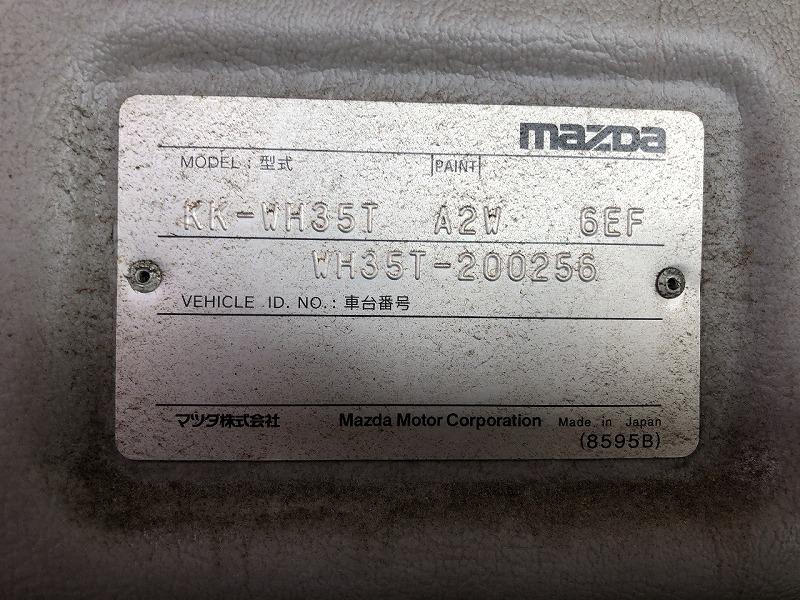 mazda
MODEL : 型式 PAINT
KK-WH35T A2W 6EF
WH35T-200256
VEHICLE ID. NO. : 車台番号
マツダ株式会社 Mazda Motor Corporation Made in Japan
(8595B)